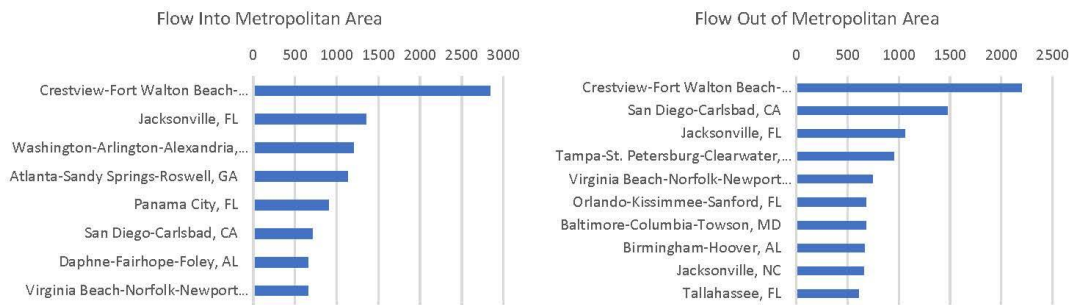 Flow Into Metropolitan Area
0 500 1000 1500 2000 2500 3000
Crestview-Fort Walton Beach-...
Jacksonville, FL
Washington-Arlington-Alexandria,...
Atlanta-Sandy Springs-Roswell, GA
Panama City, FL
San Diego-Carlsbad, CA
Daphne-Fairhope-Foley, AL
Virginia Beach-Norfolk-Newport...
Flow Out of Metropolitan Area
0 500 1000 1500 2000 2500
Crestview-Fort Walton Beach-...
San Diego-Carlsbad, CA
Jacksonville, FL
Tampa-St. Petersburg-Clearwater,...
Virginia Beach-Norfolk-Newport...
Orlando-Kissimmee-Sanford, FL
Baltimore-Columbia-Towson, MD
Birmingham-Hoover, AL
Jacksonville, NC
Tallahassee, FL